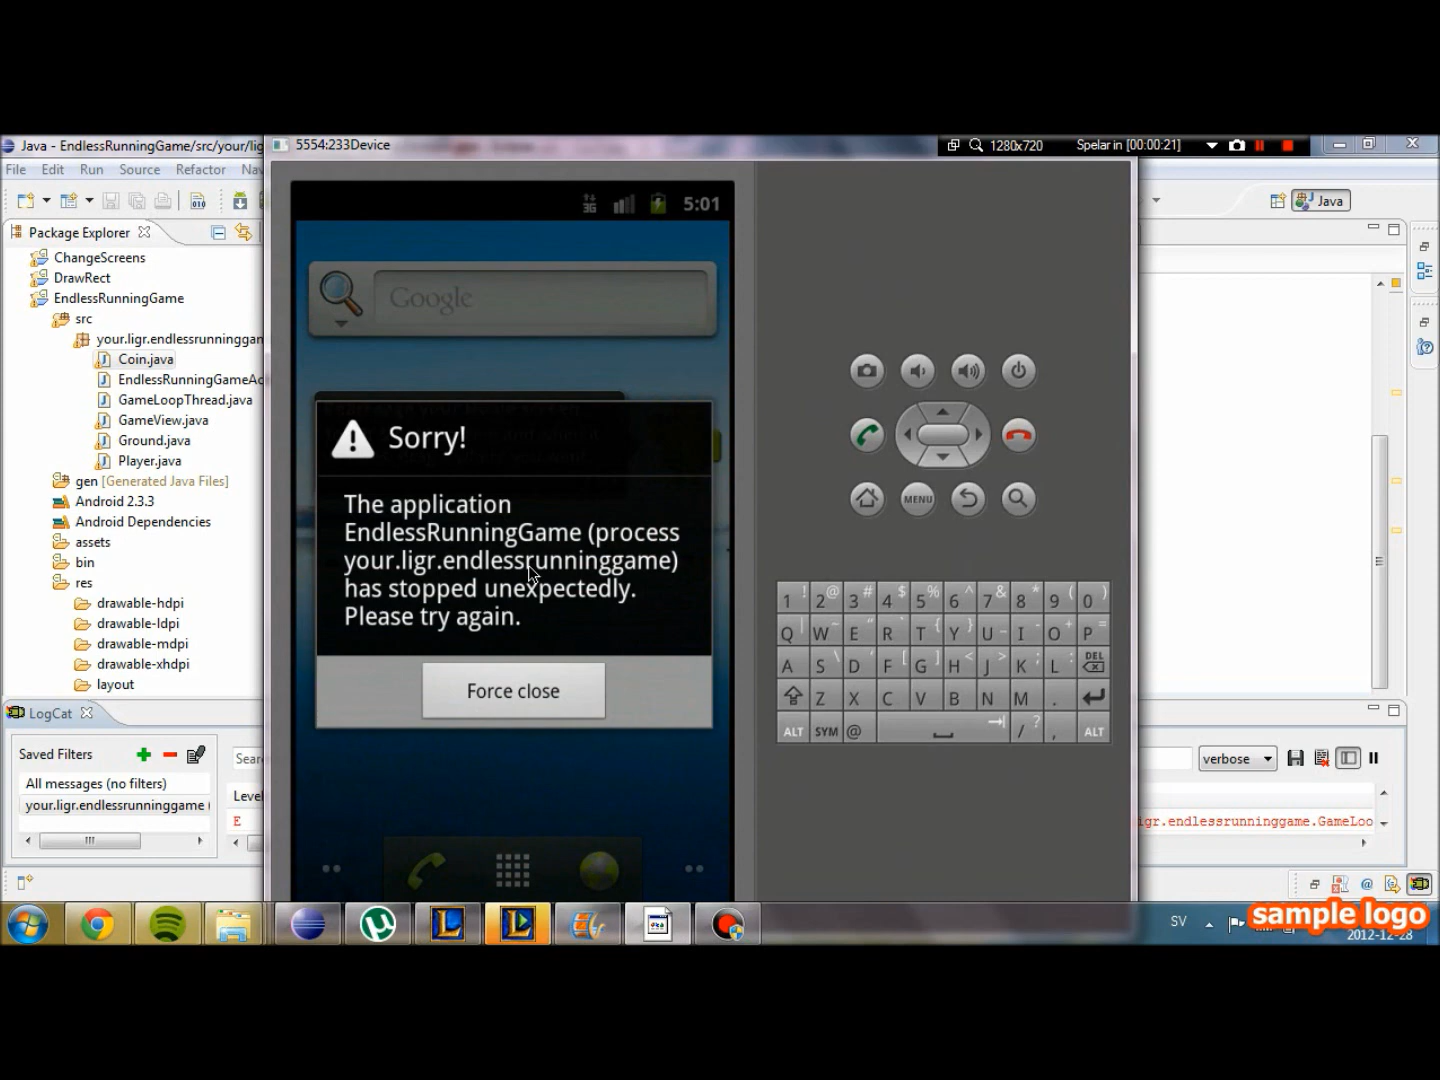 Java - EndlessRunningGame/src/your/lig
5554:233Device
1280x720
Spelar in [00:00:21]
File Edit Run Source Refactor Nav
Java
Package Explorer
ChangeScreens
DrawRect
EndlessRunningGame
src
your.ligr.endlessrunninggan
Coin.java
EndlessRunningGameAc
GameLoopThread.java
GameView.java
Ground.java
Player.java
gen [Generated Java Files]
Android 2.3.3
Android Dependencies
assets
bin
res
drawable-hdpi
drawable-ldpi
drawable-mdpi
drawable-xhdpi
layout
3G 5:01
Google
Sorry!
The application
EndlessRunningGame (process
your.ligr.endlessrunninggame)
has stopped unexpectedly.
Please try again.
Force close
MENU
1 ! 2 @ 3 # 4 $ 5 % 6 ^ 7 & 8 * 9 ( 0 )
Q | W ~ E " R ` T { Y } U _ I - O + P =
A S \ D ' F [ G ] H < J > K ; L : DEL
Z X C V B N M .
ALT SYM @ / ? , ALT
LogCat
Saved Filters
All messages (no filters)
your.ligr.endlessrunninggame (
Sear
Level
E
verbose
igr.endlessrunninggame.GameLoo
SV
sample logo
2012-12-28